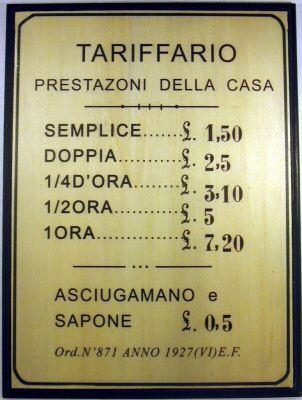 TARIFFARIO
PRESTAZONI DELLA CASA
SEMPLICE.......£. 1,50
DOPPIA..........£. 2,5
1/4D'ORA.......£. 3,10
1/2ORA..........£. 5
1ORA.............£. 7,20
ASCIUGAMANO e
SAPONE £. 0,5
Ord.N'871 ANNO 1927(VI)E.F.